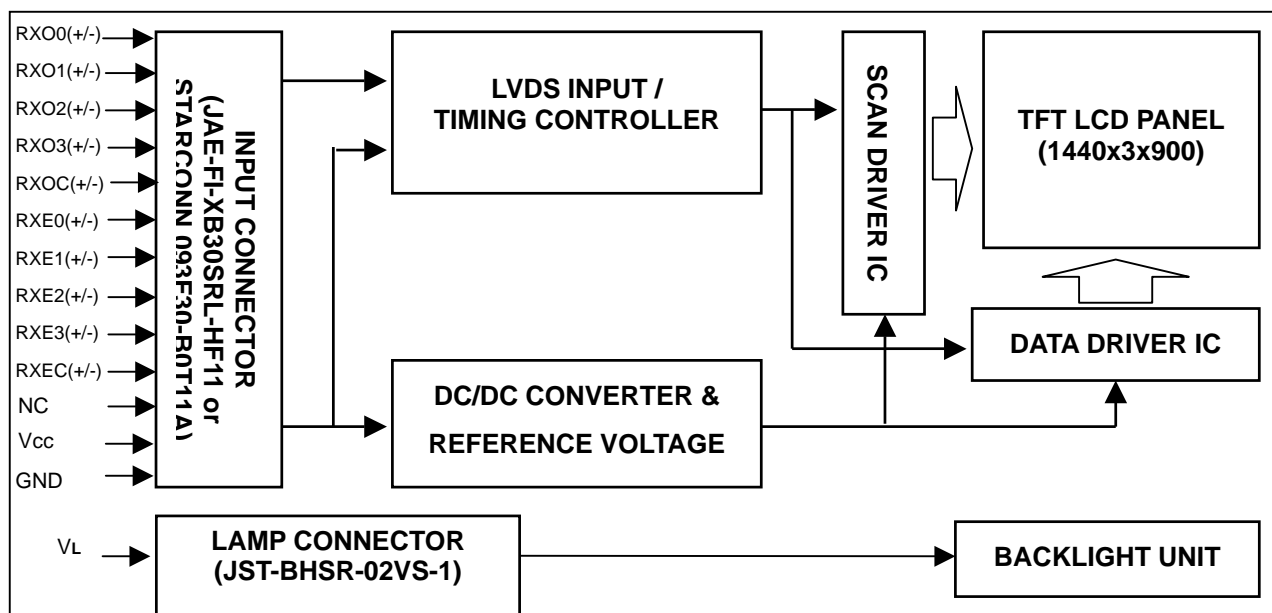 RXO0(+/-)
RXO1(+/-)
RXO2(+/-)
RXO3(+/-)
RXOC(+/-)
RXE0(+/-)
RXE1(+/-)
RXE2(+/-)
RXE3(+/-)
RXEC(+/-)
NC
Vcc
GND
VL
INPUT CONNECTOR
(JAE-FI-XB30SRL-HF11 or
STARCONN 093F30-B0T11A)
LVDS INPUT /
TIMING CONTROLLER
SCAN DRIVER IC
TFT LCD PANEL
(1440x3x900)
DATA DRIVER IC
DC/DC CONVERTER &
REFERENCE VOLTAGE
LAMP CONNECTOR
(JST-BHSR-02VS-1)
BACKLIGHT UNIT